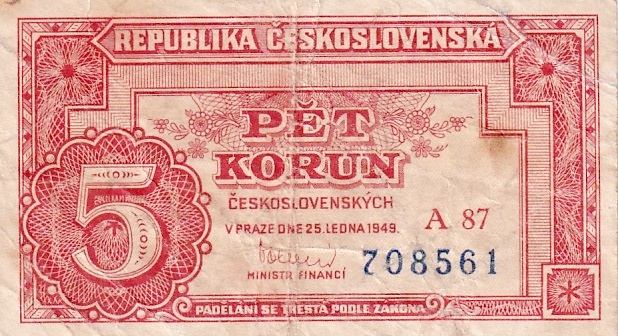 REPUBLIKA ČESKOSLOVENSKÁ
PĚT
KORUN
ČESKOSLOVENSKÝCH
V PRAZE DNE 25. LEDNA 1949.
A 87
708561
MINISTR FINANCÍ
5
PADĚLÁNÍ SE TRESTÁ PODLE ZÁKONA